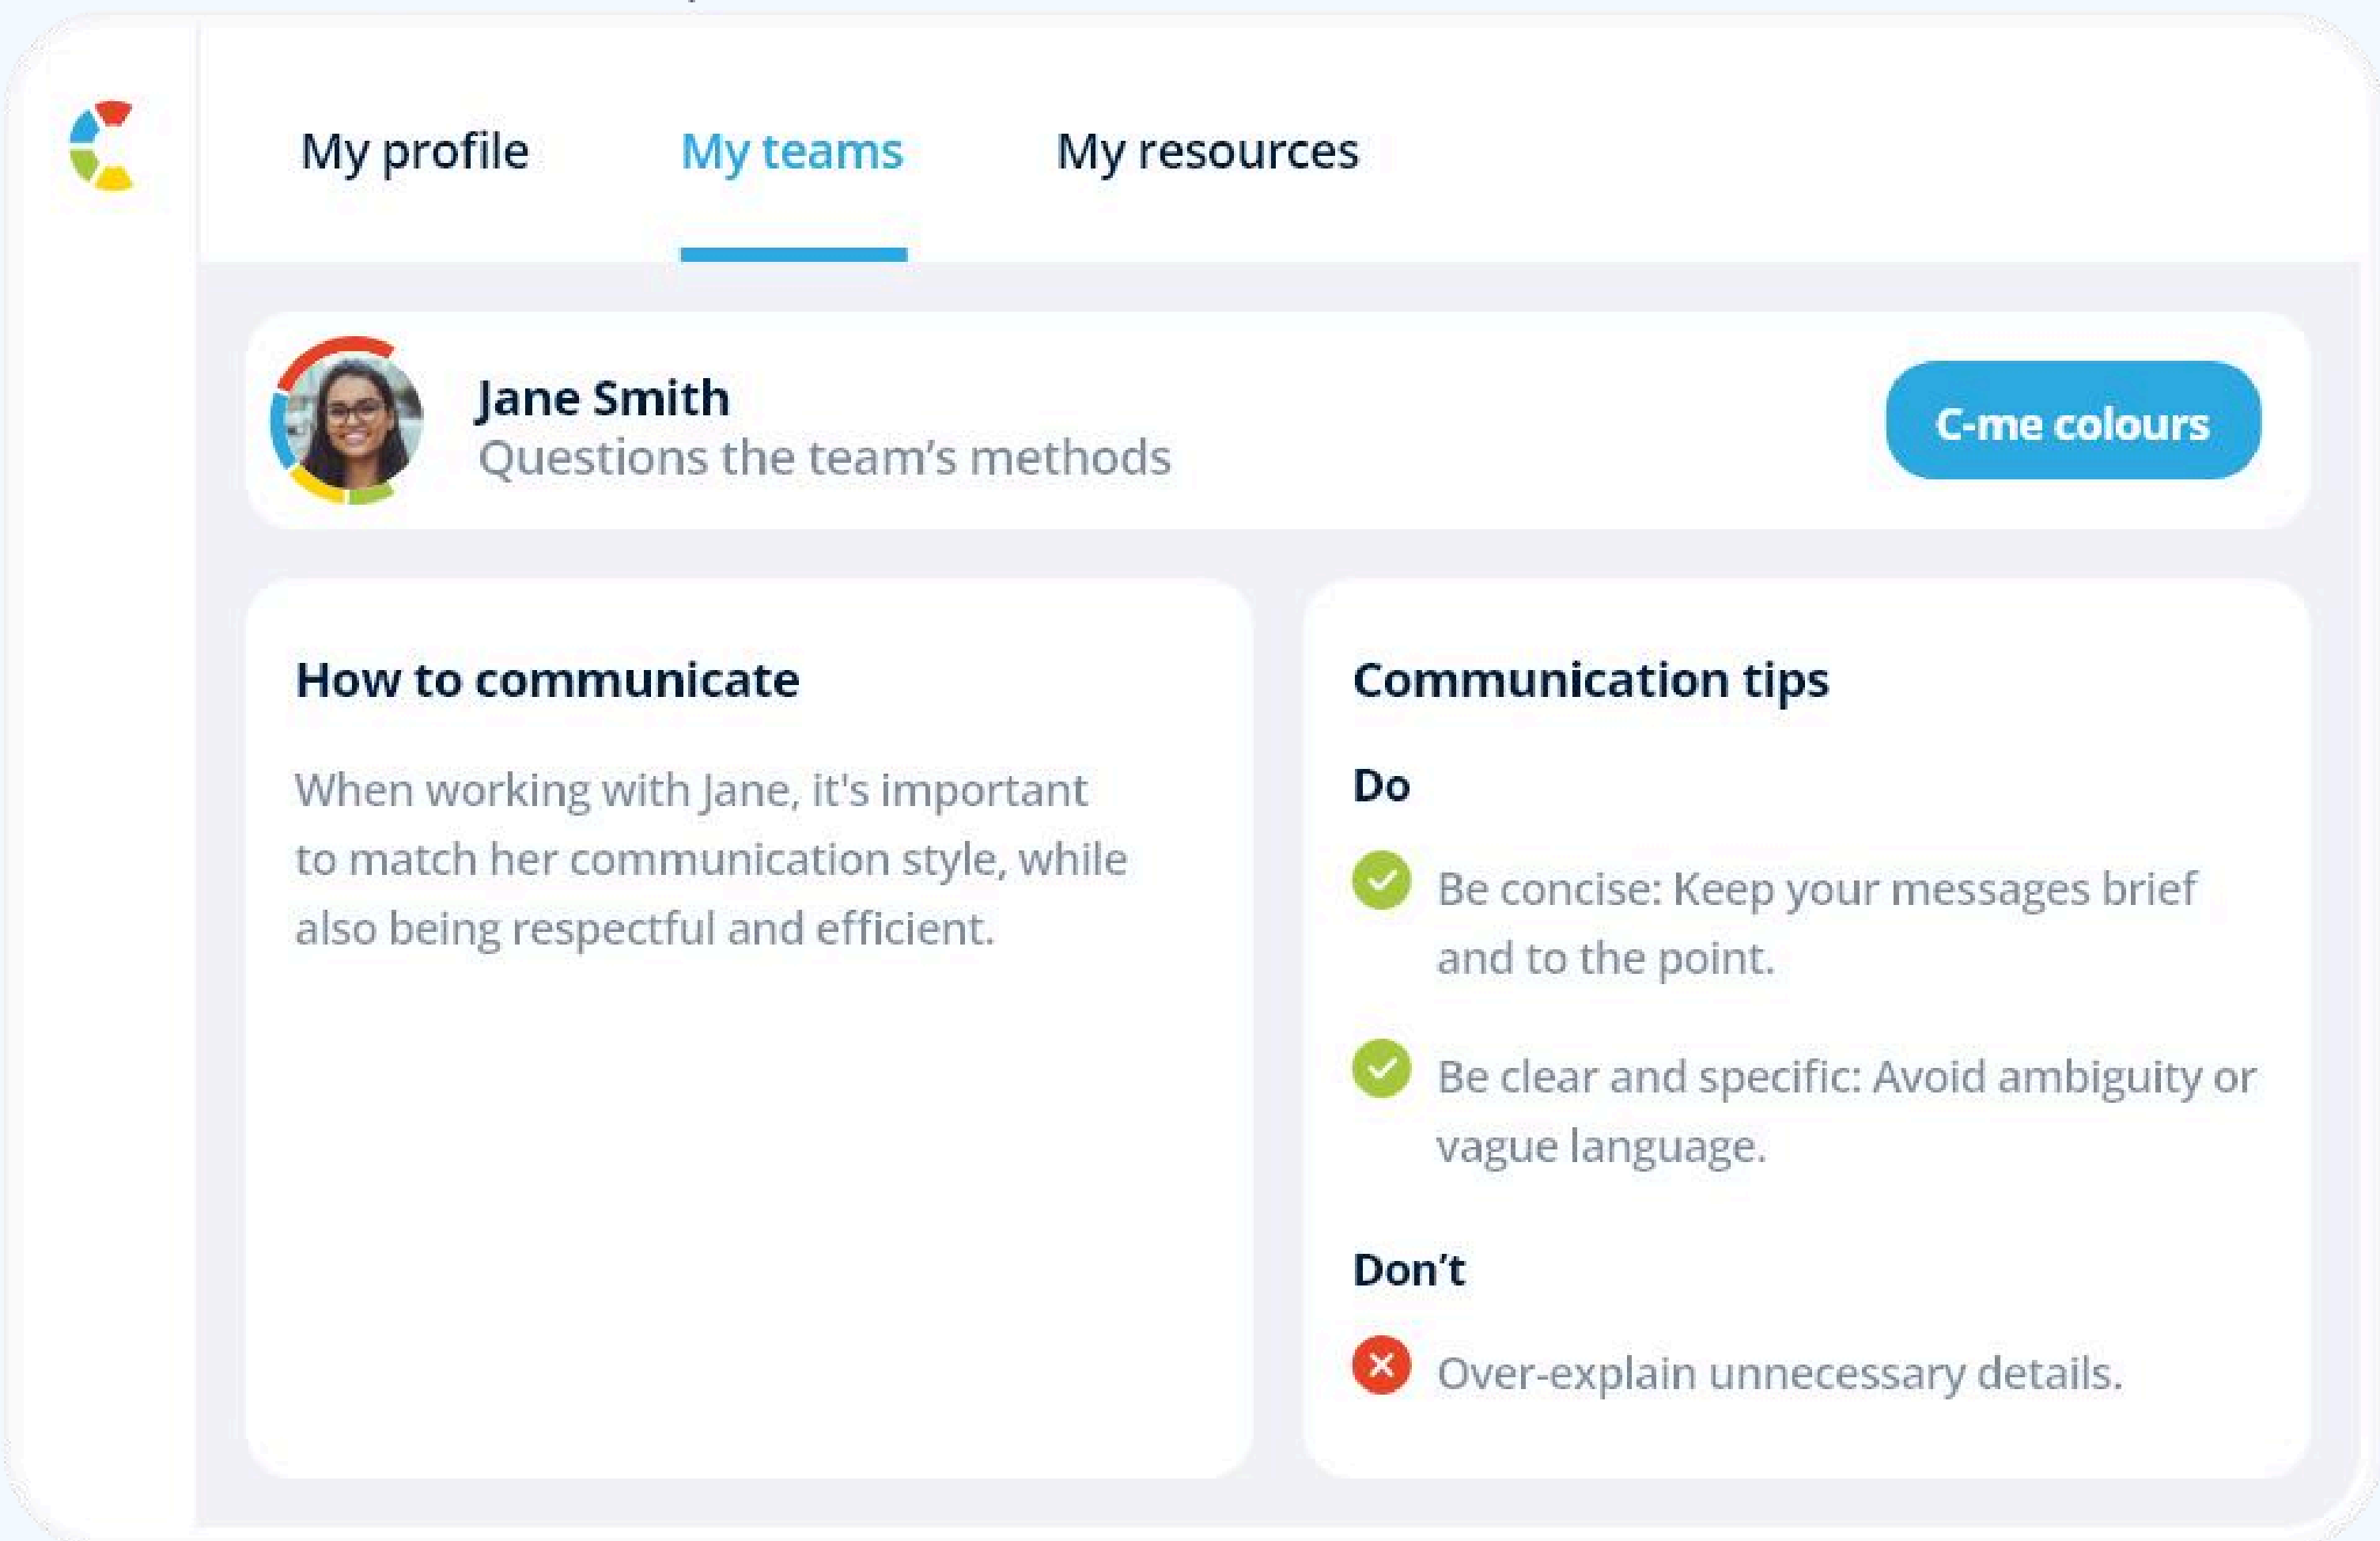 My profile
My teams
My resources
Jane Smith
Questions the team’s methods
C-me colours
How to communicate
When working with Jane, it's important
to match her communication style, while
also being respectful and efficient.
Communication tips
Do
Be concise: Keep your messages brief
and to the point.
Be clear and specific: Avoid ambiguity or
vague language.
Don’t
Over-explain unnecessary details.